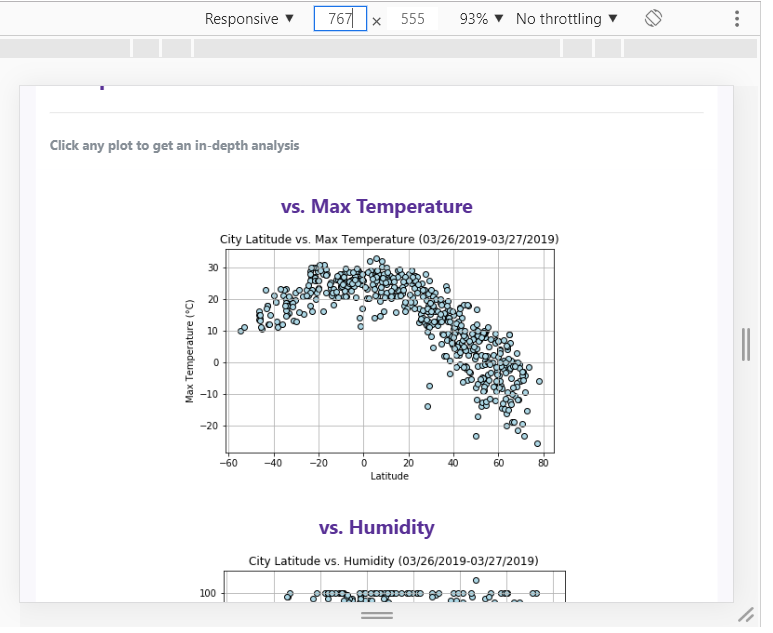 Responsive ▼ 767 × 555 93% ▼ No throttling ▼
Click any plot to get an in-depth analysis
vs. Max Temperature
City Latitude vs. Max Temperature (03/26/2019-03/27/2019)
30
20
10
0
−10
−20
Max Temperature (°C)
−60 −40 −20 0 20 40 60 80
Latitude
vs. Humidity
City Latitude vs. Humidity (03/26/2019-03/27/2019)
100